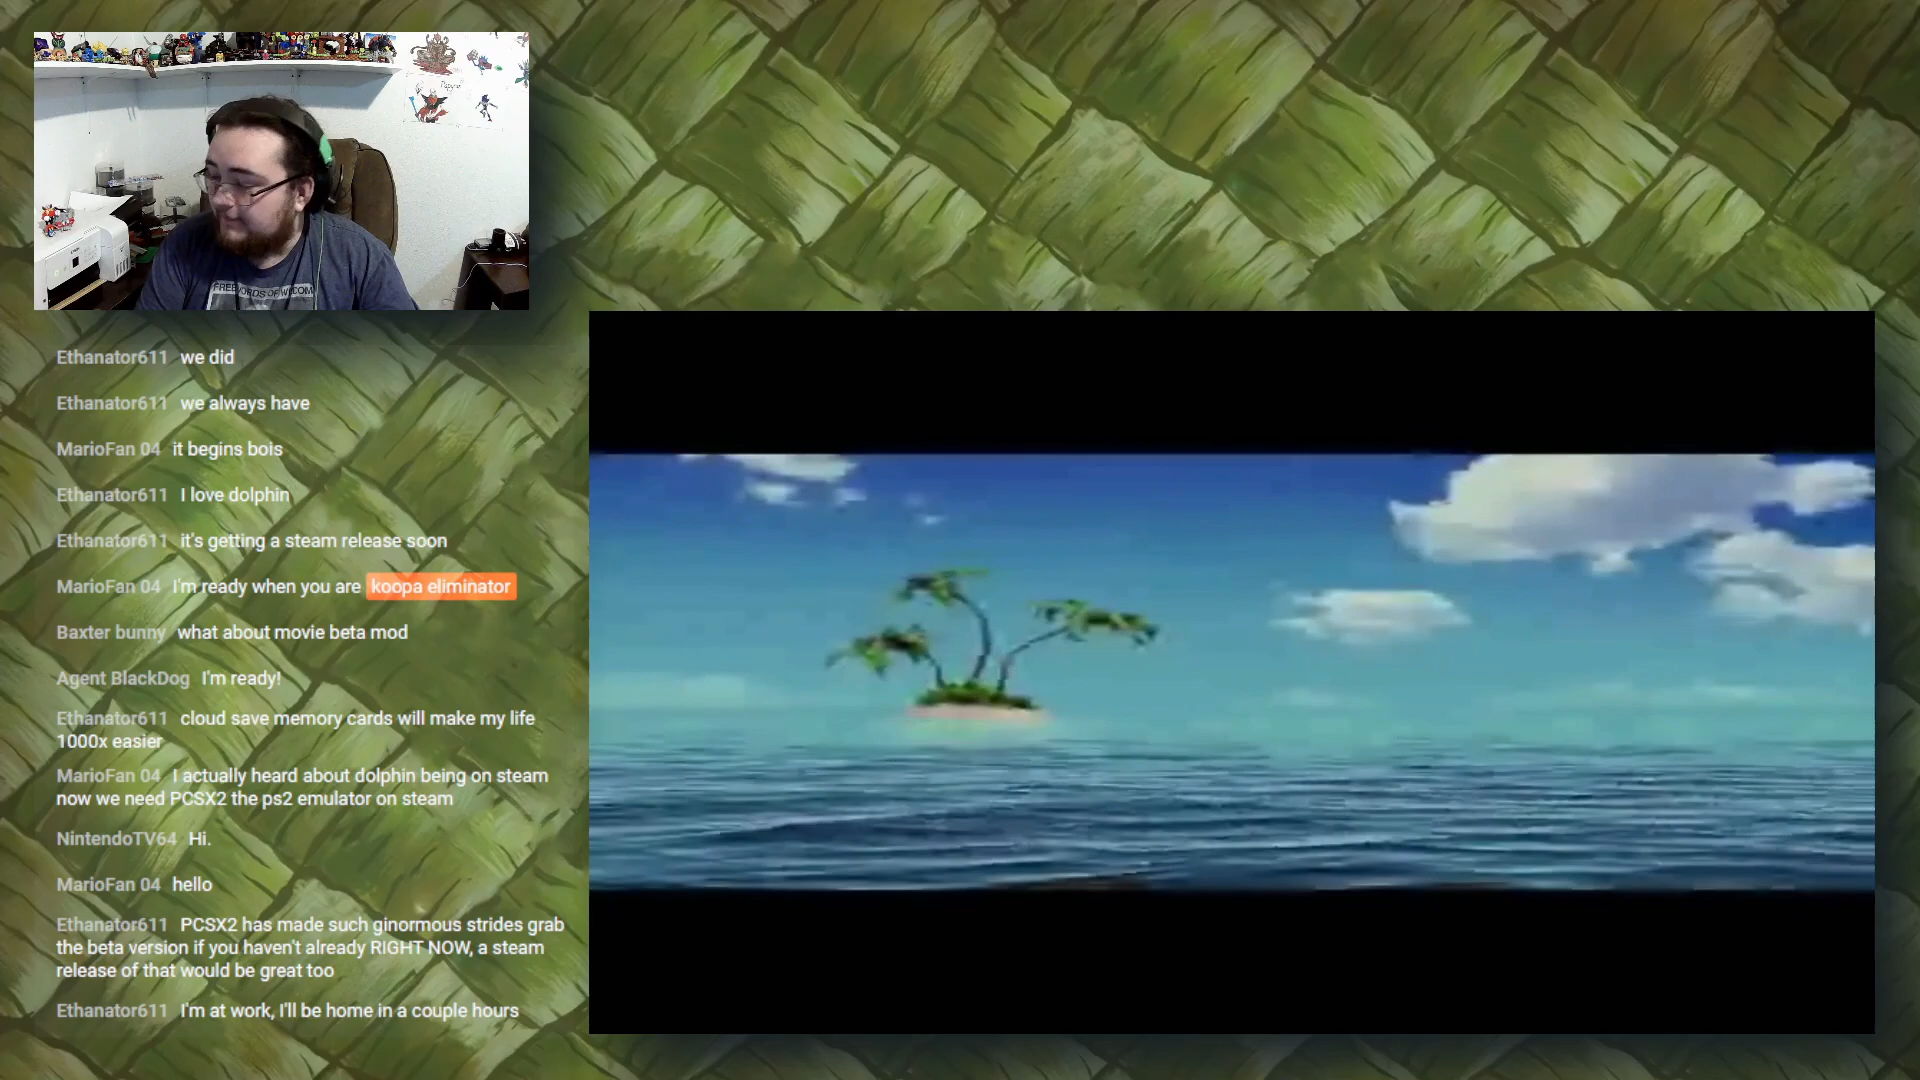 Papyrus
FREE WORDS OF WISDOM
Ethanator611 we did
Ethanator611 we always have
MarioFan 04 it begins bois
Ethanator611 I love dolphin
Ethanator611 it's getting a steam release soon
MarioFan 04 I'm ready when you are koopa eliminator
Baxter bunny what about movie beta mod
Agent BlackDog I'm ready!
Ethanator611 cloud save memory cards will make my life
1000x easier
MarioFan 04 I actually heard about dolphin being on steam
now we need PCSX2 the ps2 emulator on steam
NintendoTV64 Hi.
MarioFan 04 hello
Ethanator611 PCSX2 has made such ginormous strides grab
the beta version if you haven't already RIGHT NOW, a steam
release of that would be great too
Ethanator611 I'm at work, I'll be home in a couple hours